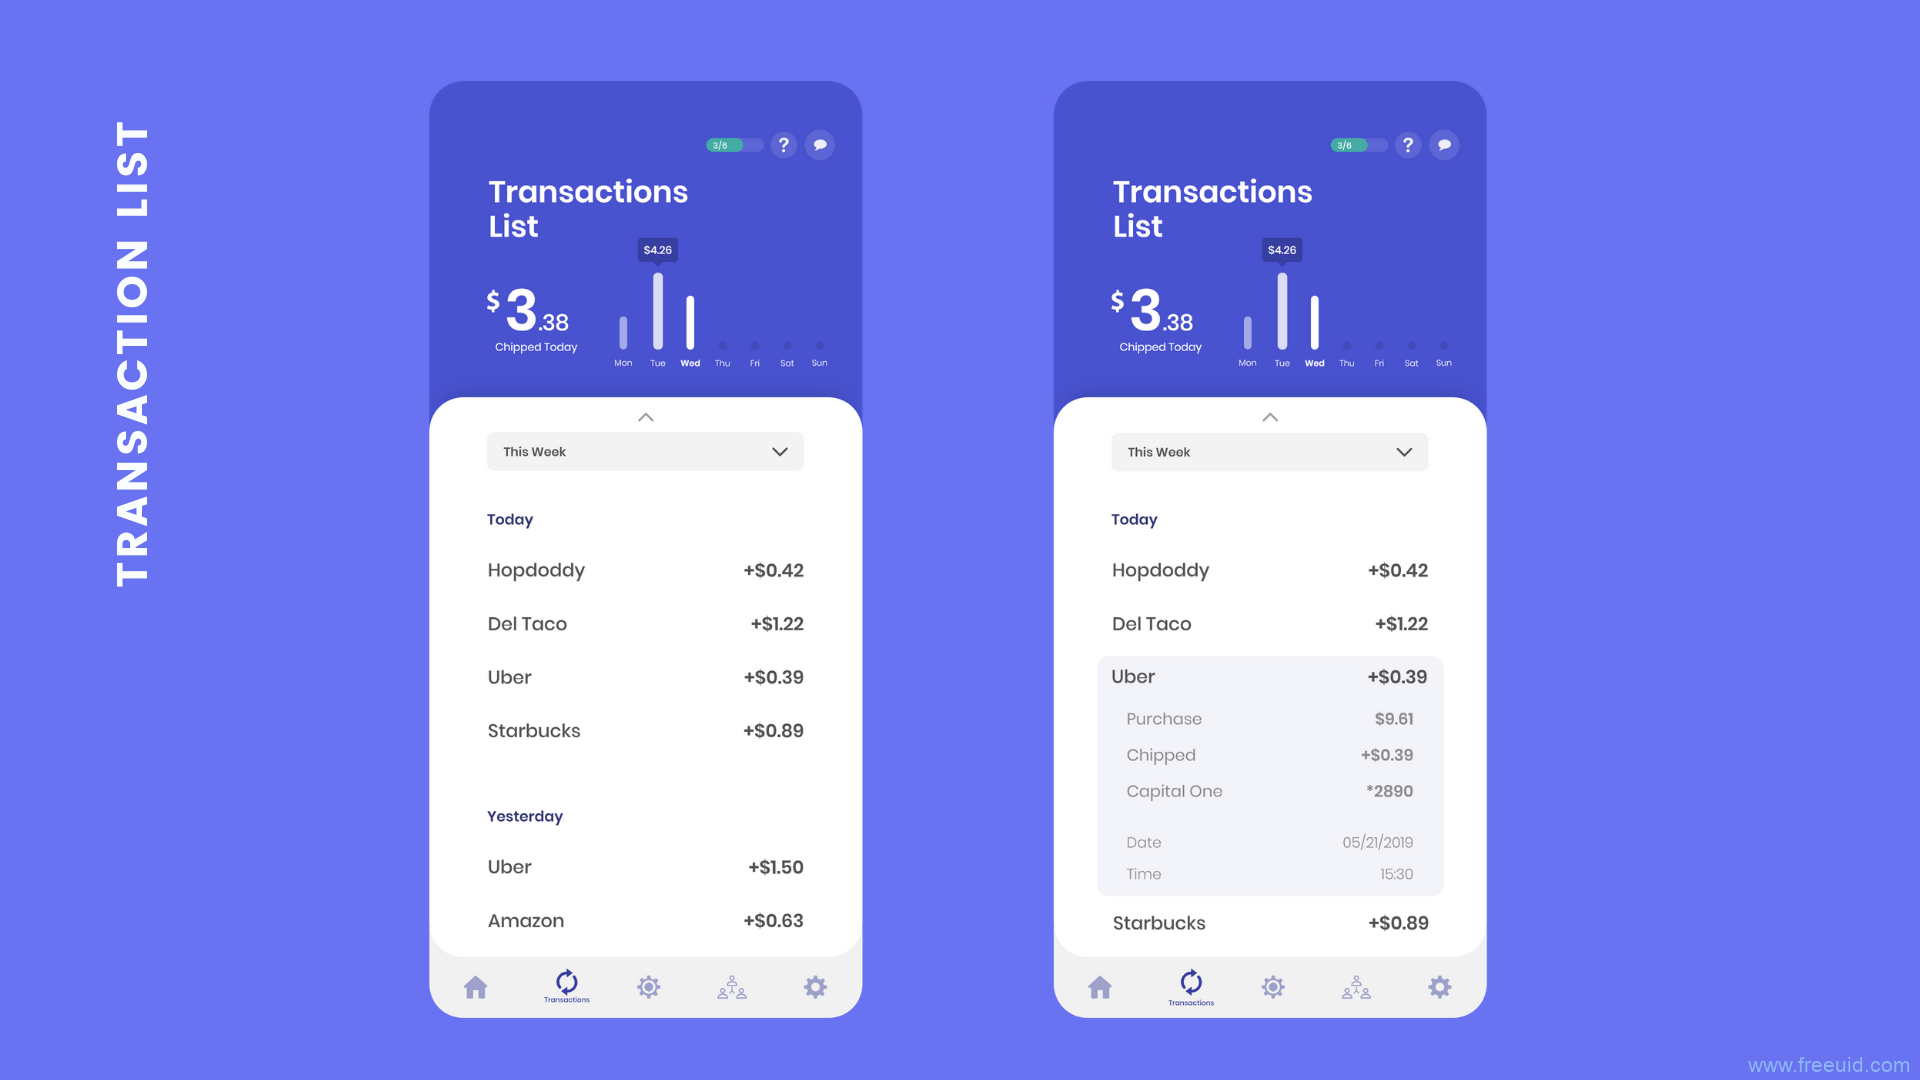 TRANSACTION LIST
3/6
?
Transactions
List
$4.26
$3.38
Chipped Today
Mon Tue Wed Thu Fri Sat Sun
This Week
Today
Hopdoddy +$0.42
Del Taco +$1.22
Uber +$0.39
Starbucks +$0.89
Yesterday
Uber +$1.50
Amazon +$0.63
Transactions
3/6
?
Transactions
List
$4.26
$3.38
Chipped Today
Mon Tue Wed Thu Fri Sat Sun
This Week
Today
Hopdoddy +$0.42
Del Taco +$1.22
Uber +$0.39
Purchase $9.61
Chipped +$0.39
Capital One *2890
Date 05/21/2019
Time 15:30
Starbucks +$0.89
Transactions
www.freeuid.com